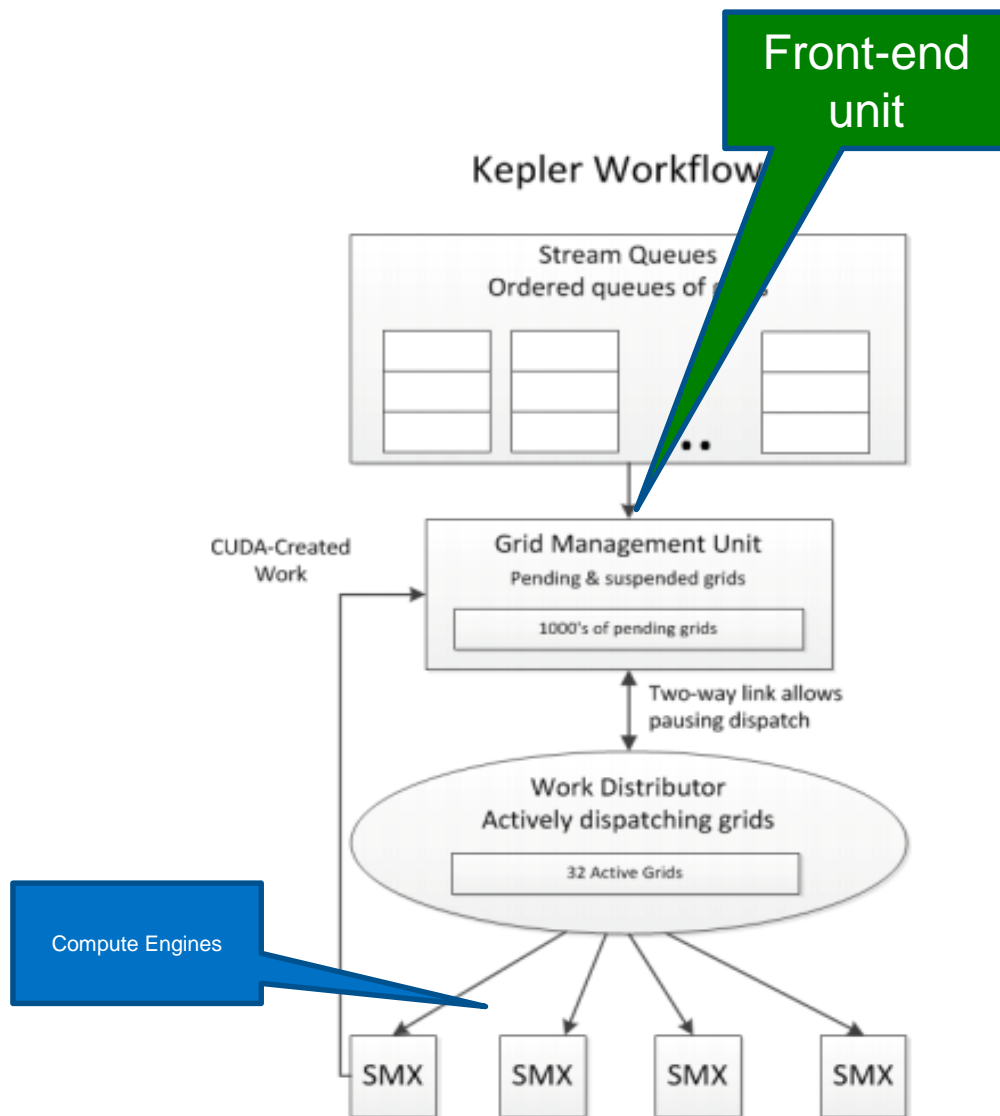 Front-end
unit
Kepler Workflow
Stream Queues
Ordered queues of
CUDA-Created
Work
Grid Management Unit
Pending & suspended grids
1000's of pending grids
Two-way link allows
pausing dispatch
Work Distributor
Actively dispatching grids
32 Active Grids
Compute Engines
SMX SMX SMX SMX